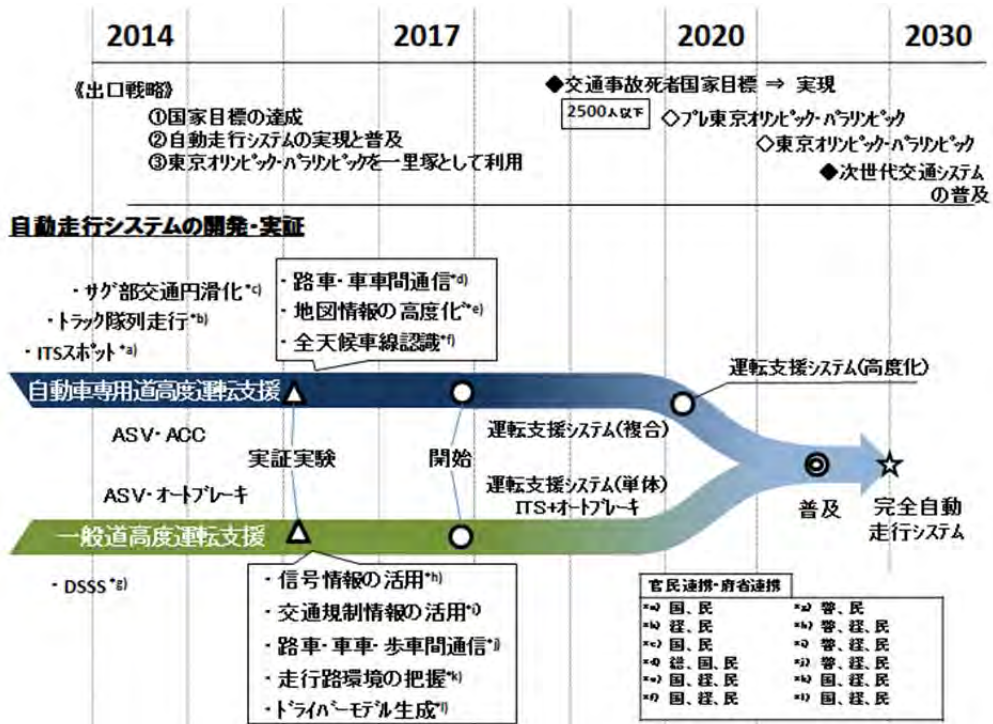 2014 2017 2020 2030
《出口戦略》
①国家目標の達成
②自動走行システムの実現と普及
③東京オリンピック・パラリンピックを一里塚として利用
◆交通事故死者国家目標 ⇒ 実現
2500人以下
◇プレ東京オリンピック・パラリンピック
◇東京オリンピック・パラリンピック
◆次世代交通システム
の普及
自動走行システムの開発・実証
・サグ部交通円滑化*c)
・トラック隊列走行*b)
・ITSスポット*a)
・路車・車車間通信*d)
・地図情報の高度化*e)
・全天候車線認識*f)
自動車専用道高度運転支援
運転支援システム(高度化)
ASV・ACC
実証実験
開始
運転支援システム(複合)
ASV・オートブレーキ
運転支援システム(単体)
ITS+オートブレーキ
普及
完全自動
走行システム
一般道高度運転支援
・DSSS*g)
・信号情報の活用*h)
・交通規制情報の活用*i)
・路車・車車・歩車間通信*j)
・走行路環境の把握*k)
・ドライバーモデル生成*l)
官民連携・府省連携
*a) 国、民 *g) 警、民
*b) 経、民 *h) 警、経、民
*c) 国、民 *i) 警、経、民
*d) 総、国、民 *j) 警、経、民
*e) 国、経、民 *k) 国、経、民
*f) 国、経、民 *l) 国、経、民